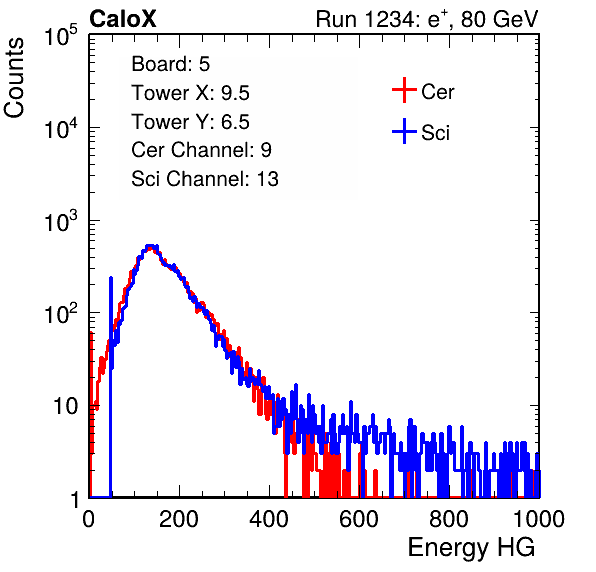 CaloX Run 1234: e⁺, 80 GeV
Counts
10⁵
10⁴
10³
10²
10
1
Board: 5
Tower X: 9.5
Tower Y: 6.5
Cer Channel: 9
Sci Channel: 13
Cer
Sci
0 200 400 600 800 1000
Energy HG